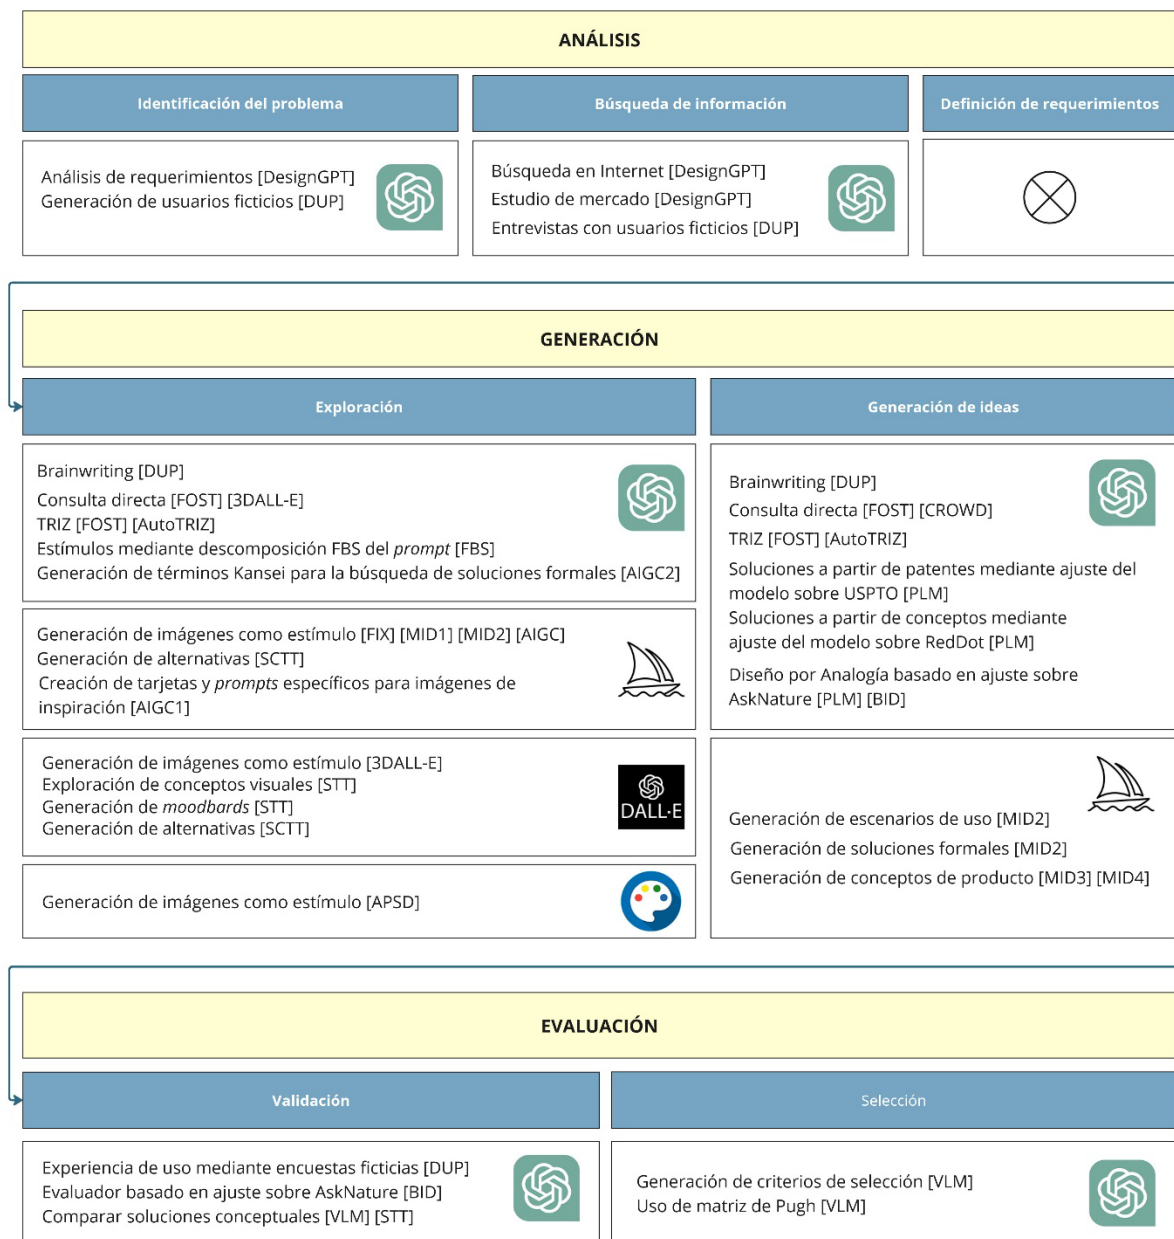 ANÁLISIS
Identificación del problema
Búsqueda de información
Definición de requerimientos
Análisis de requerimientos [DesignGPT]
Generación de usuarios ficticios [DUP]
Búsqueda en Internet [DesignGPT]
Estudio de mercado [DesignGPT]
Entrevistas con usuarios ficticios [DUP]
GENERACIÓN
Exploración
Generación de ideas
Brainwriting [DUP]
Consulta directa [FOST] [3DALL-E]
TRIZ [FOST] [AutoTRIZ]
Estímulos mediante descomposición FBS del prompt [FBS]
Generación de términos Kansei para la búsqueda de soluciones formales [AIGC2]
Generación de imágenes como estímulo [FIX] [MID1] [MID2] [AIGC]
Generación de alternativas [SCTT]
Creación de tarjetas y prompts específicos para imágenes de
inspiración [AIGC1]
Generación de imágenes como estímulo [3DALL-E]
Exploración de conceptos visuales [STT]
Generación de moodbards [STT]
Generación de alternativas [SCTT]
DALL·E
Generación de imágenes como estímulo [APSD]
Brainwriting [DUP]
Consulta directa [FOST] [CROWD]
TRIZ [FOST] [AutoTRIZ]
Soluciones a partir de patentes mediante ajuste del
modelo sobre USPTO [PLM]
Soluciones a partir de conceptos mediante
ajuste del modelo sobre RedDot [PLM]
Diseño por Analogía basado en ajuste sobre
AskNature [PLM] [BID]
Generación de escenarios de uso [MID2]
Generación de soluciones formales [MID2]
Generación de conceptos de producto [MID3] [MID4]
EVALUACIÓN
Validación
Selección
Experiencia de uso mediante encuestas ficticias [DUP]
Evaluador basado en ajuste sobre AskNature [BID]
Comparar soluciones conceptuales [VLM] [STT]
Generación de criterios de selección [VLM]
Uso de matriz de Pugh [VLM]